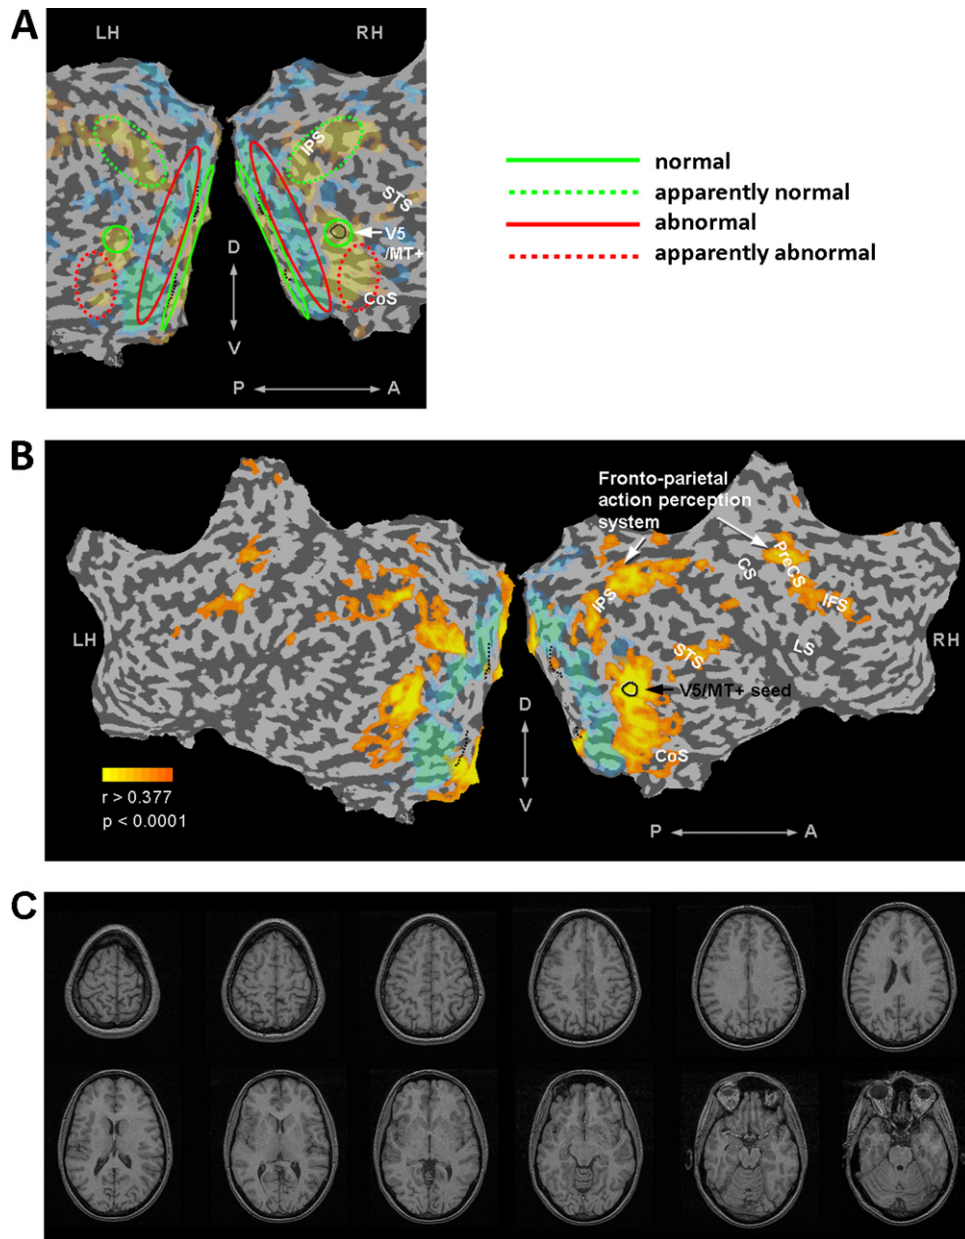 A
LH
RH
IPS
STS
V5
/MT+
D
CoS
V
P
A
normal
apparently normal
abnormal
apparently abnormal
B
Fronto-parietal
action perception
system
PreCS
CS
IPS
IFS
LH
LS
RH
STS
V5/MT+ seed
D
CoS
r > 0.377
V
p < 0.0001
P
A
C